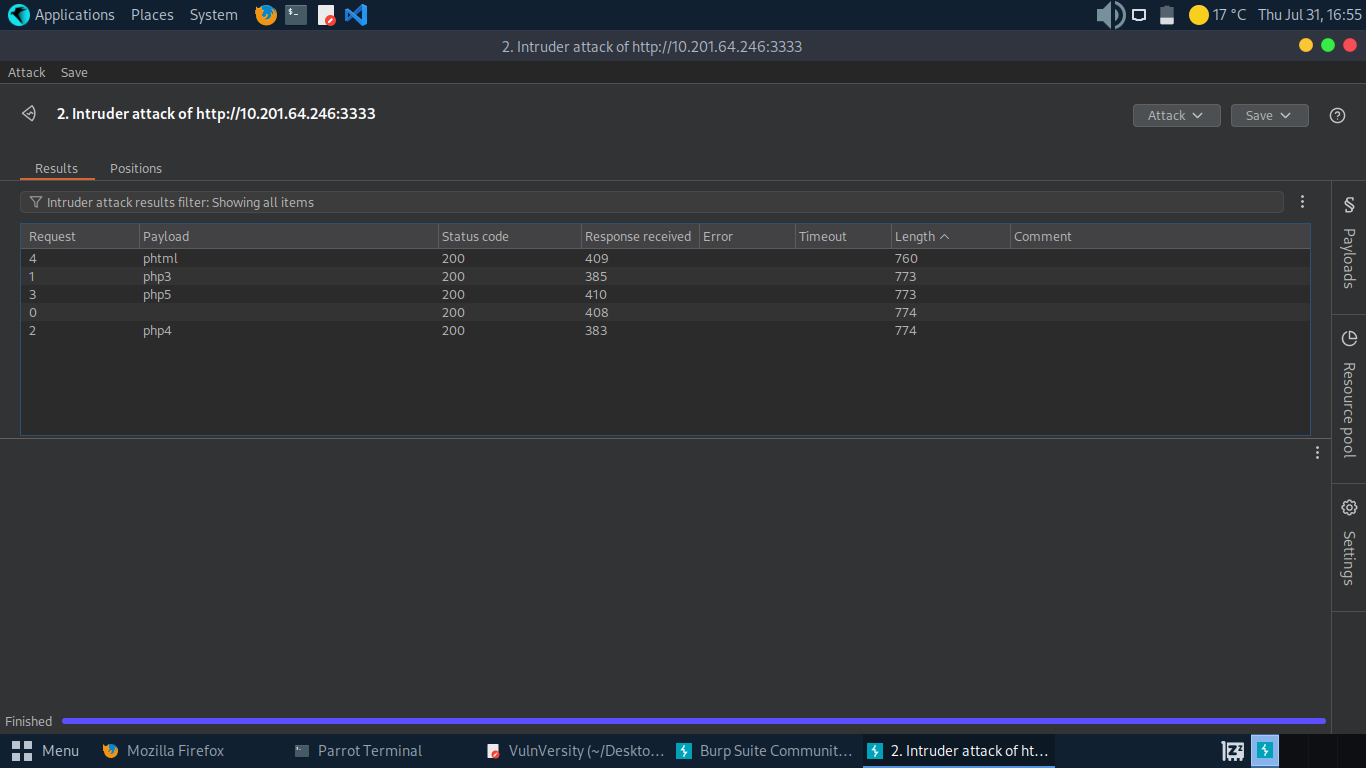 Applications Places System 17 °C Thu Jul 31, 16:55
2. Intruder attack of http://10.201.64.246:3333
Attack Save
2. Intruder attack of http://10.201.64.246:3333 Attack Save
Results Positions
Intruder attack results filter: Showing all items
Request Payload Status code Response received Error Timeout Length Comment
4 phtml 200 409 760
1 php3 200 385 773
3 php5 200 410 773
0 200 408 774
2 php4 200 383 774
Payloads
Resource pool
Settings
Finished
Menu Mozilla Firefox Parrot Terminal VulnVersity (~/Deskto... Burp Suite Communit... 2. Intruder attack of ht...